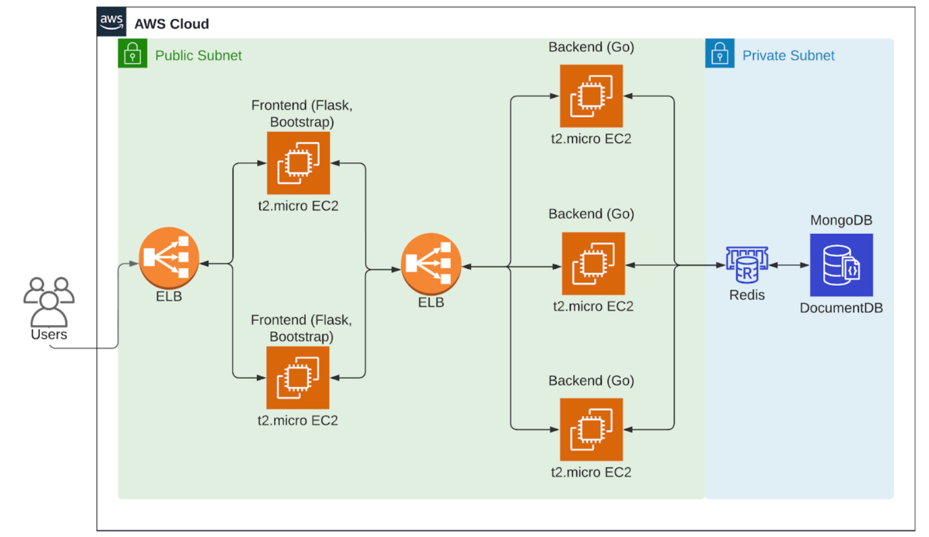 aws
AWS Cloud
Public Subnet
Private Subnet
Backend (Go)
t2.micro EC2
Frontend (Flask,
Bootstrap)
t2.micro EC2
Backend (Go)
t2.micro EC2
MongoDB
DocumentDB
Redis
ELB
ELB
Users
Frontend (Flask,
Bootstrap)
t2.micro EC2
Backend (Go)
t2.micro EC2
R